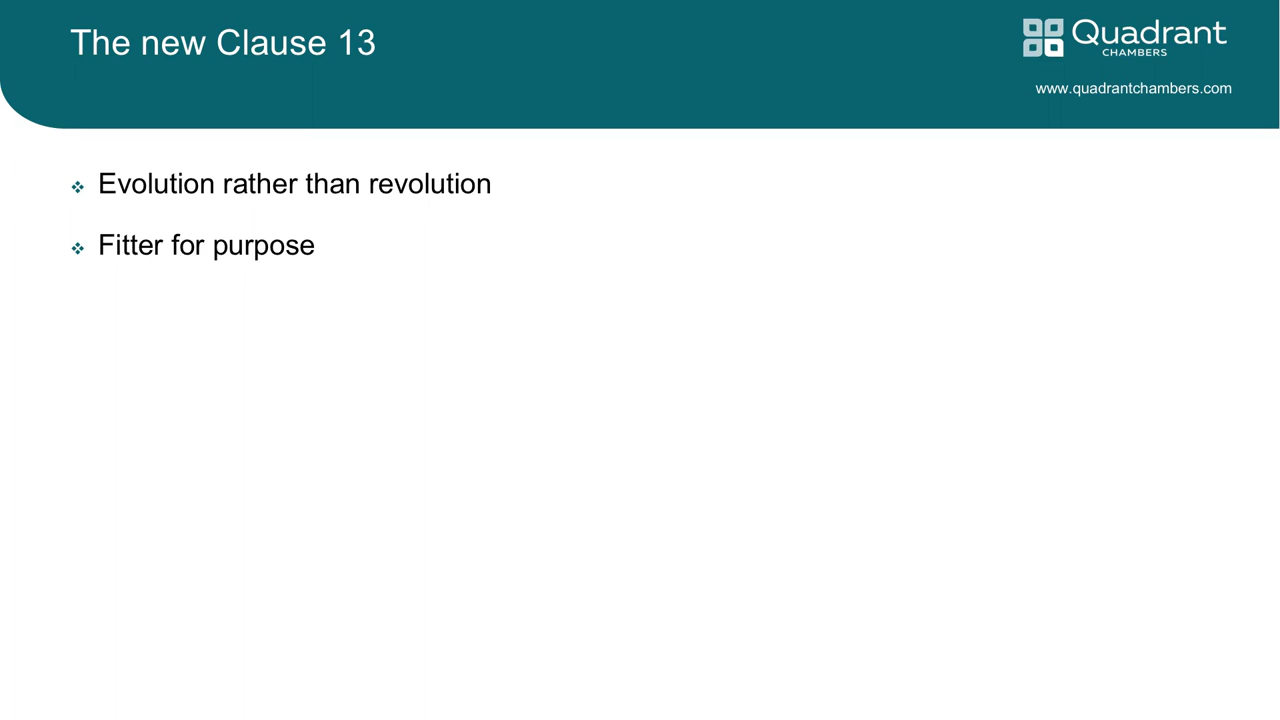 The new Clause 13
Quadrant
CHAMBERS
www.quadrantchambers.com
Evolution rather than revolution
Fitter for purpose